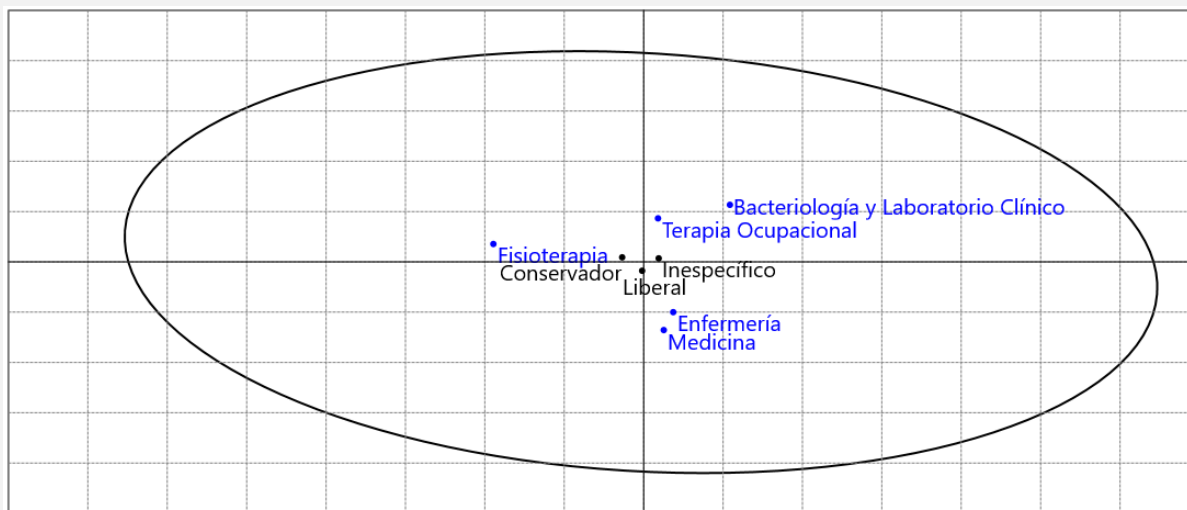 Bacteriología y Laboratorio Clínico
Terapia Ocupacional
Fisioterapia
Conservador
Inespecífico
Liberal
Enfermería
Medicina